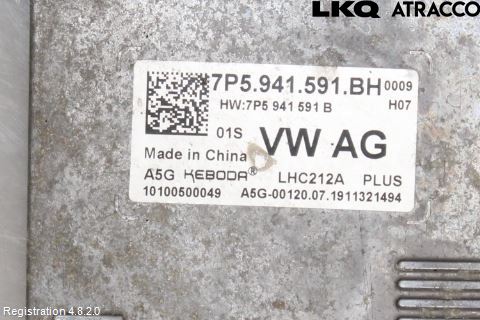 LKQ ATRACCO
7P5.941.591.BH 0009
HW:7P5 941 591 B H07
01S VW AG
Made in China
A5G KEBODA® LHC212A PLUS
10100500049 A5G-00120.07.1911321494
Registration 4.8.2.0